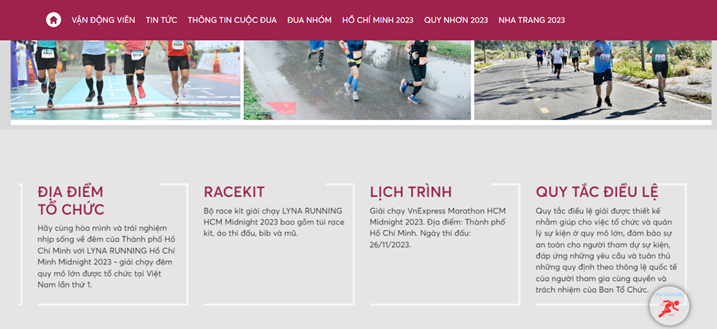 VẬN ĐỘNG VIÊN TIN TỨC THÔNG TIN CUỘC ĐUA ĐUA NHÓM HỒ CHÍ MINH 2023 QUY NHƠN 2023 NHA TRANG 2023
ĐỊA ĐIỂM
TỔ CHỨC
Hãy cùng hòa mình và trải nghiệm
nhịp sống về đêm của Thành phố Hồ
Chí Minh với LYNA RUNNING Hồ Chí
Minh Midnight 2023 - giải chạy đêm
quy mô lớn được tổ chức tại Việt
Nam lần thứ 1.
RACEKIT
Bộ race kit giải chạy LYNA RUNNING
HCM Midnight 2023 bao gồm túi race
kit, áo thi đấu, bib và mũ.
LỊCH TRÌNH
Giải chạy VnExpress Marathon HCM
Midnight 2023. Địa điểm: Thành phố
Hồ Chí Minh. Ngày thi đấu:
26/11/2023.
QUY TẮC ĐIỀU LỆ
Quy tắc điều lệ giải được thiết kế
nhằm giúp cho việc tổ chức và quản
lý sự kiện ở quy mô lớn, đảm bảo sự
an toàn cho người tham dự sự kiện,
đáp ứng những yêu cầu và tuân thủ
những quy định theo thông lệ quốc tế
của người tham gia cùng quyền và
trách nhiệm của Ban Tổ Chức.